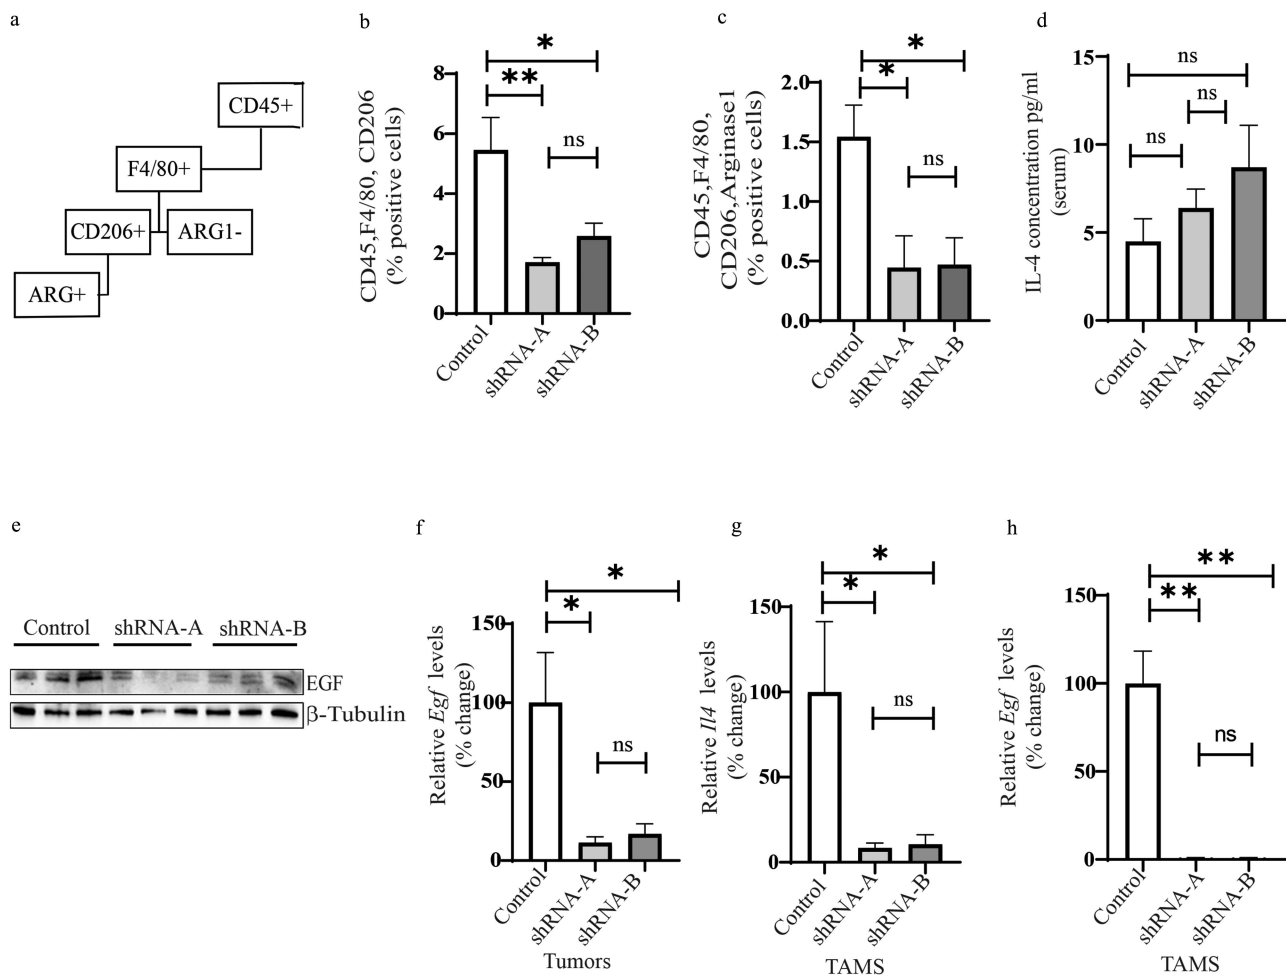 a
CD45+
F4/80+
CD206+
ARG1-
ARG+
b
CD45,F4/80, CD206
(% positive cells)
8
6
4
2
0
*
**
ns
Control
shRNA-A
shRNA-B
c
CD45,F4/80,
CD206,Arginase1
(% positive cells)
2.0
1.5
1.0
0.5
0.0
*
*
ns
Control
shRNA-A
shRNA-B
d
IL-4 concentration pg/ml
(serum)
15
10
5
0
ns
ns
ns
Control
shRNA-A
shRNA-B
e
Control shRNA-A shRNA-B
EGF
β-Tubulin
f
Relative Egf levels
(% change)
150
100
50
0
*
*
ns
Control
shRNA-A
shRNA-B
Tumors
g
Relative Il4 levels
(% change)
150
100
50
0
*
*
ns
Control
shRNA-A
shRNA-B
TAMS
h
Relative Egf levels
(% change)
150
100
50
0
**
**
ns
Control
shRNA-A
shRNA-B
TAMS